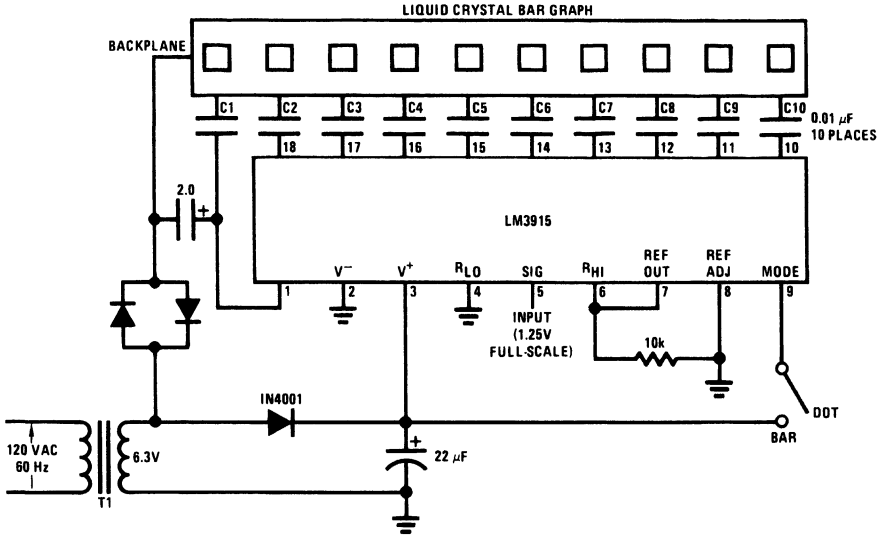 LIQUID CRYSTAL BAR GRAPH
BACKPLANE
C1 C2 C3 C4 C5 C6 C7 C8 C9 C10
0.01 μF
10 PLACES
18 17 16 15 14 13 12 11 10
2.0
+
LM3915
V⁻ V⁺ RLO SIG RHI REF OUT REF ADJ MODE
1 2 3 4 5 6 7 8 9
INPUT
(1.25V
FULL-SCALE)
10k
DOT
BAR
IN4001
+
22 μF
120 VAC
60 Hz
6.3V
T1